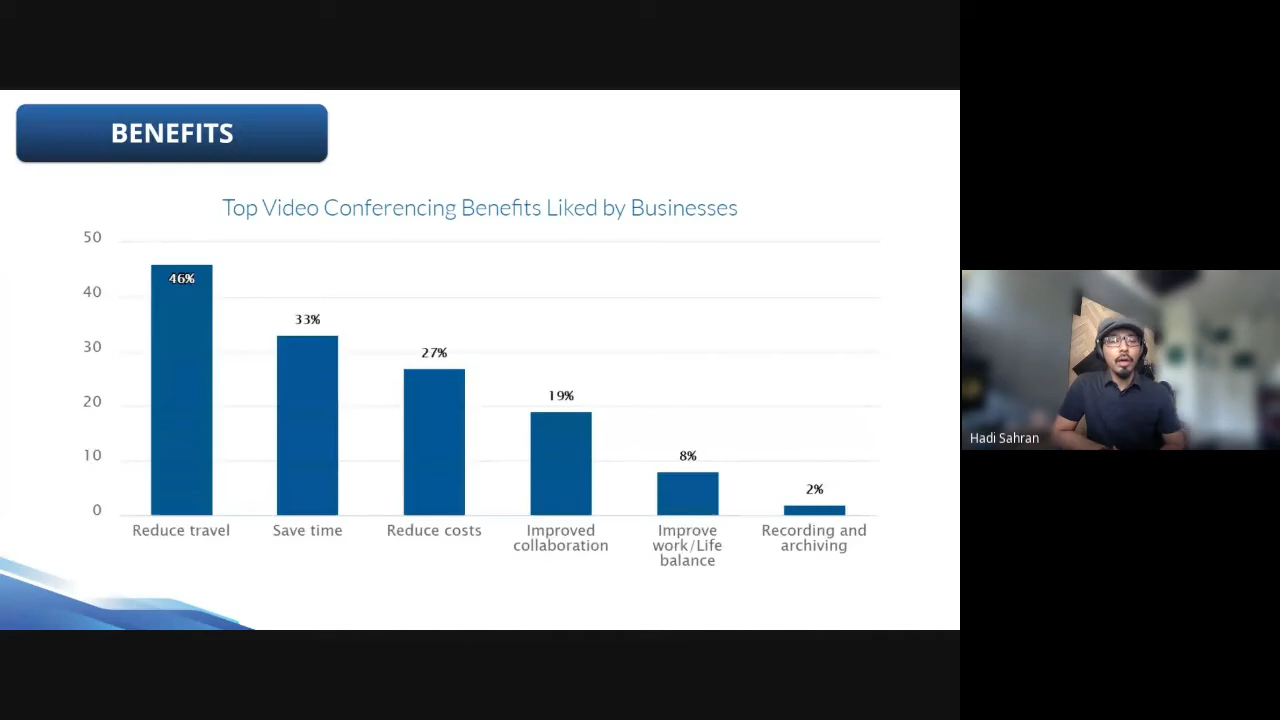 BENEFITS
Top Video Conferencing Benefits Liked by Businesses
50
40
30
20
10
0
46%
33%
27%
19%
8%
2%
Reduce travel
Save time
Reduce costs
Improved
collaboration
Improve
work/Life
balance
Recording and
archiving
Hadi Sahran